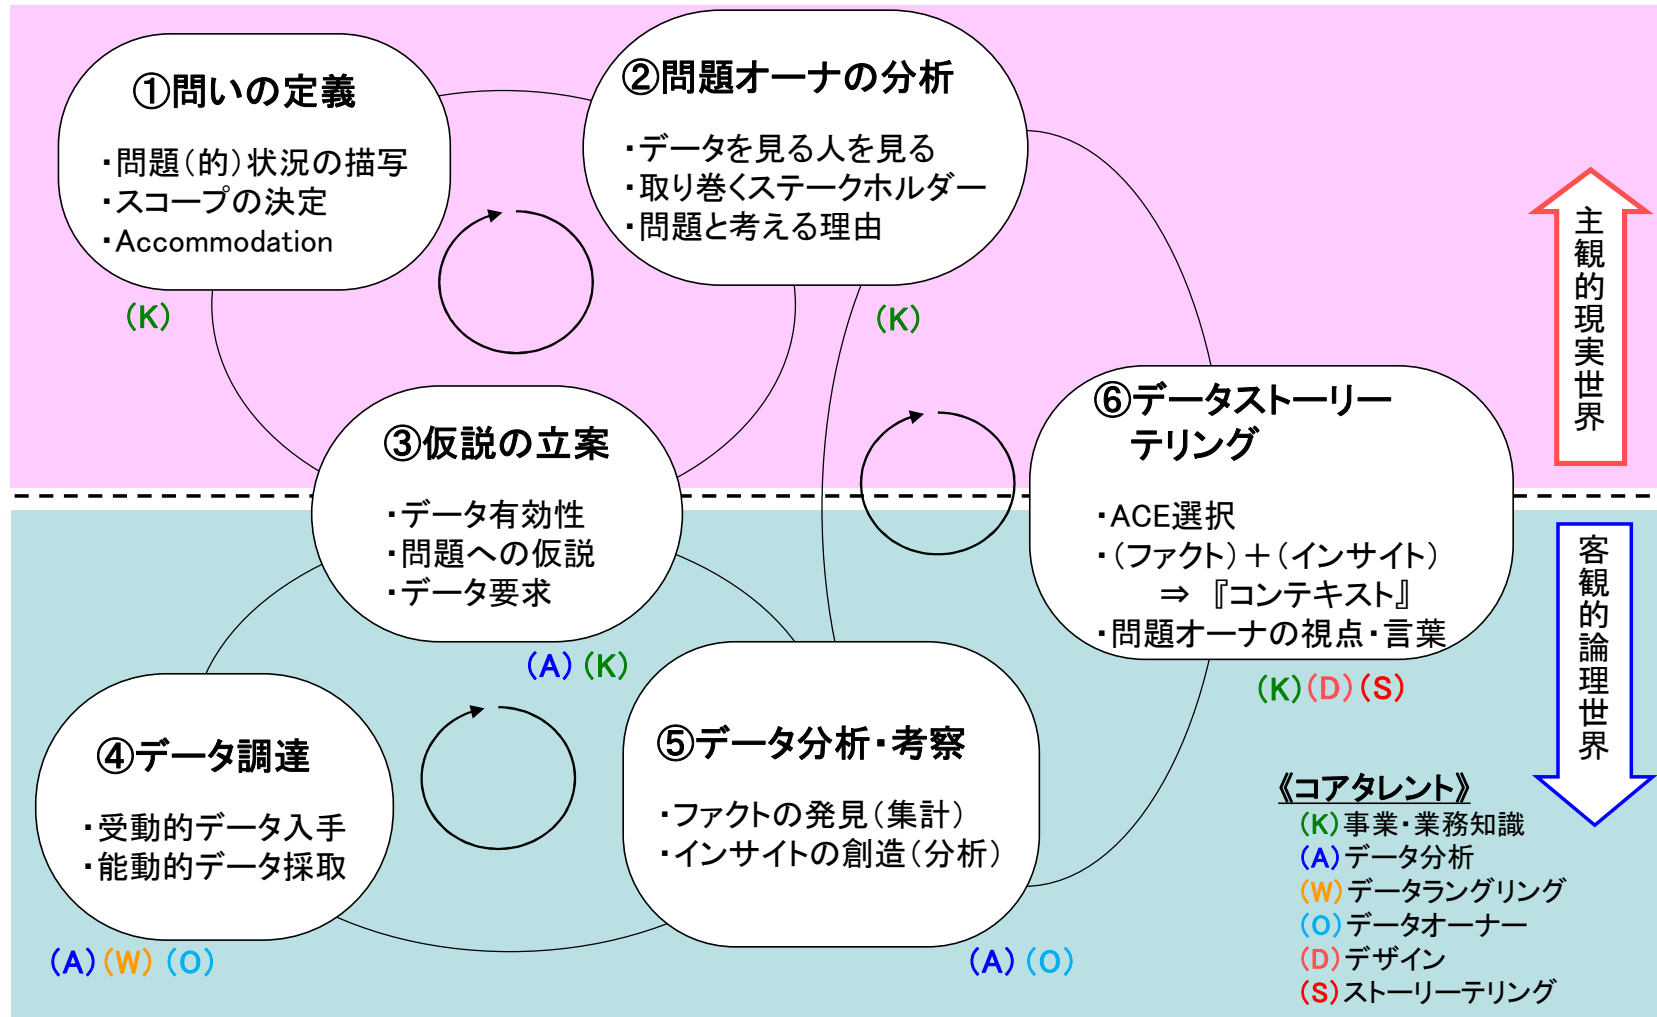 ①問いの定義
・問題（的）状況の描写
・スコープの決定
・Accommodation
（K）
②問題オーナの分析
・データを見る人を見る
・取り巻くステークホルダー
・問題と考える理由
（K）
主観的現実世界
③仮説の立案
・データ有効性
・問題への仮説
・データ要求
（A）（K）
⑥データストーリー
テリング
・ACE選択
・（ファクト）＋（インサイト）
⇒ 『コンテキスト』
・問題オーナの視点・言葉
（K）（D）（S）
客観的論理世界
④データ調達
・受動的データ入手
・能動的データ採取
（A）（W）（O）
⑤データ分析・考察
・ファクトの発見（集計）
・インサイトの創造（分析）
（A）（O）
《コアタレント》
（K）事業・業務知識
（A）データ分析
（W）データラングリング
（O）データオーナー
（D）デザイン
（S）ストーリーテリング